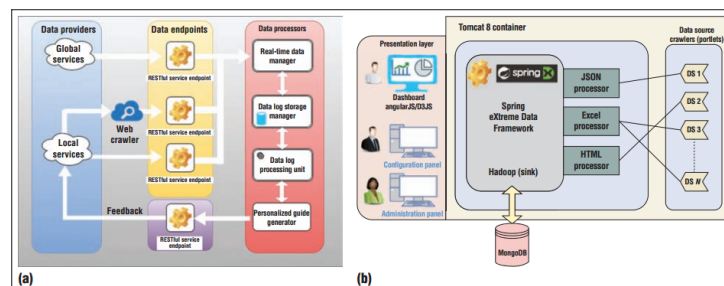 Data providers
Data endpoints
Data processors
Global
services
RESTful service endpoint
Real-time data
manager
Web
crawler
RESTful service endpoint
Data log storage
manager
Local
services
RESTful service endpoint
Data log
processing unit
Feedback
RESTful service
endpoint
Personalized guide
generator
(a)
Tomcat 8 container
Presentation layer
Dashboard
angularJS/D3JS
Configuration panel
Administration panel
spring
Spring
eXtreme Data
Framework
Hadoop (sink)
JSON
processor
Excel
processor
HTML
processor
Data source
crawlers (portlets)
DS 1
DS 2
DS 3
DS N
MongoDB
(b)